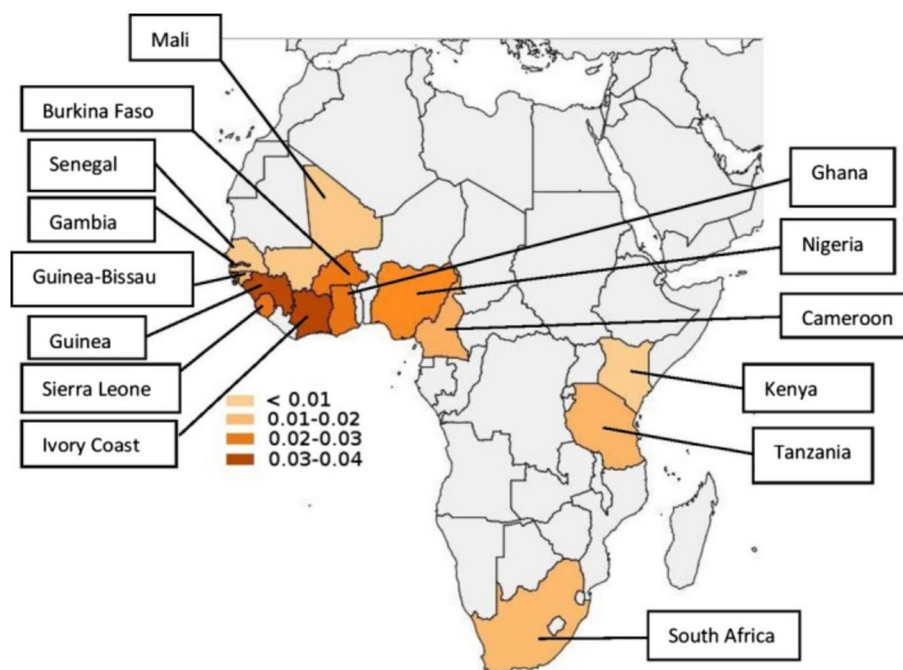 Mali
Burkina Faso
Senegal
Gambia
Guinea-Bissau
Guinea
Sierra Leone
Ivory Coast
Ghana
Nigeria
Cameroon
Kenya
Tanzania
South Africa
< 0.01
0.01-0.02
0.02-0.03
0.03-0.04